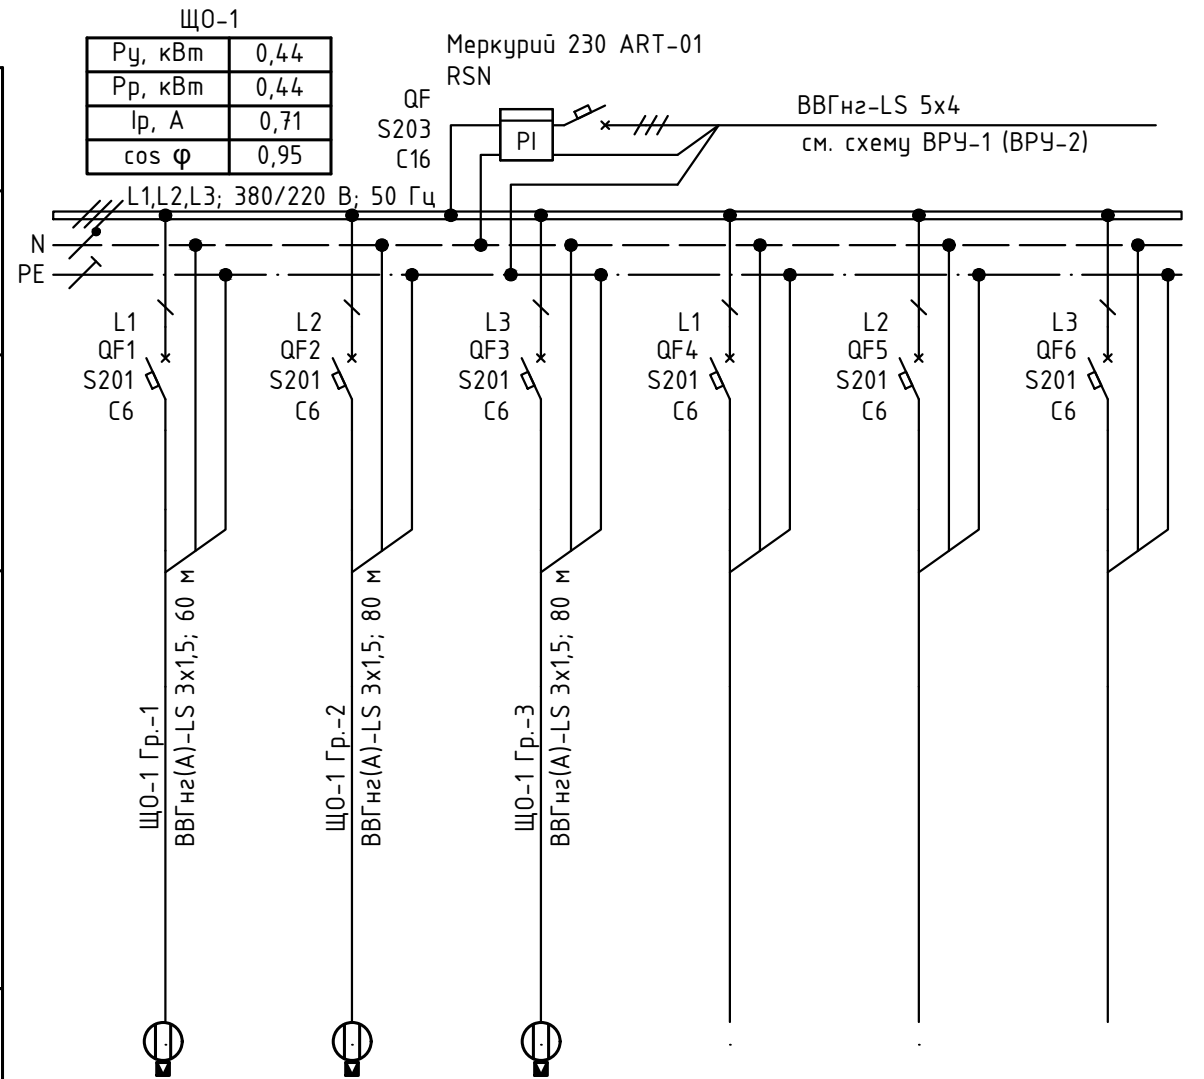 ЩО-1
Ру, кВт 0,44
Рр, кВт 0,44
Iр, А 0,71
cos φ 0,95
Меркурий 230 ART-01
RSN
QF
S203
C16
PI
ВВГнг-LS 5х4
см. схему ВРУ-1 (ВРУ-2)
L1,L2,L3; 380/220 В; 50 Гц
N
PE
L1
QF1
S201
C6
L2
QF2
S201
C6
L3
QF3
S201
C6
L1
QF4
S201
C6
L2
QF5
S201
C6
L3
QF6
S201
C6
ЩО-1 Гр.-1
ВВГнг(А)-LS 3х1,5; 60 м
ЩО-1 Гр.-2
ВВГнг(А)-LS 3х1,5; 80 м
ЩО-1 Гр.-3
ВВГнг(А)-LS 3х1,5; 80 м